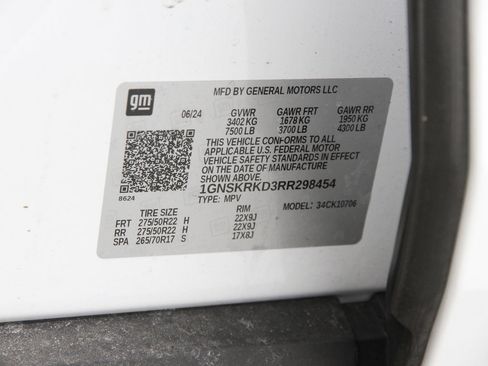 gm
MFD BY GENERAL MOTORS LLC
06/24 GVWR GAWR FRT GAWR RR
3402 KG 1678 KG 1950 KG
7500 LB 3700 LB 4300 LB
THIS VEHICLE CONFORMS TO ALL
APPLICABLE U.S. FEDERAL MOTOR
VEHICLE SAFETY STANDARDS IN EFFECT
ON THE DATE OF MANUFACTURE
1GNSKRKD3RR298454
8624
TYPE: MPV MODEL: 34CK10706
TIRE SIZE RIM
FRT 275/50R22 H 22X9J
RR 275/50R22 H 22X9J
SPA 265/70R17 S 17X8J